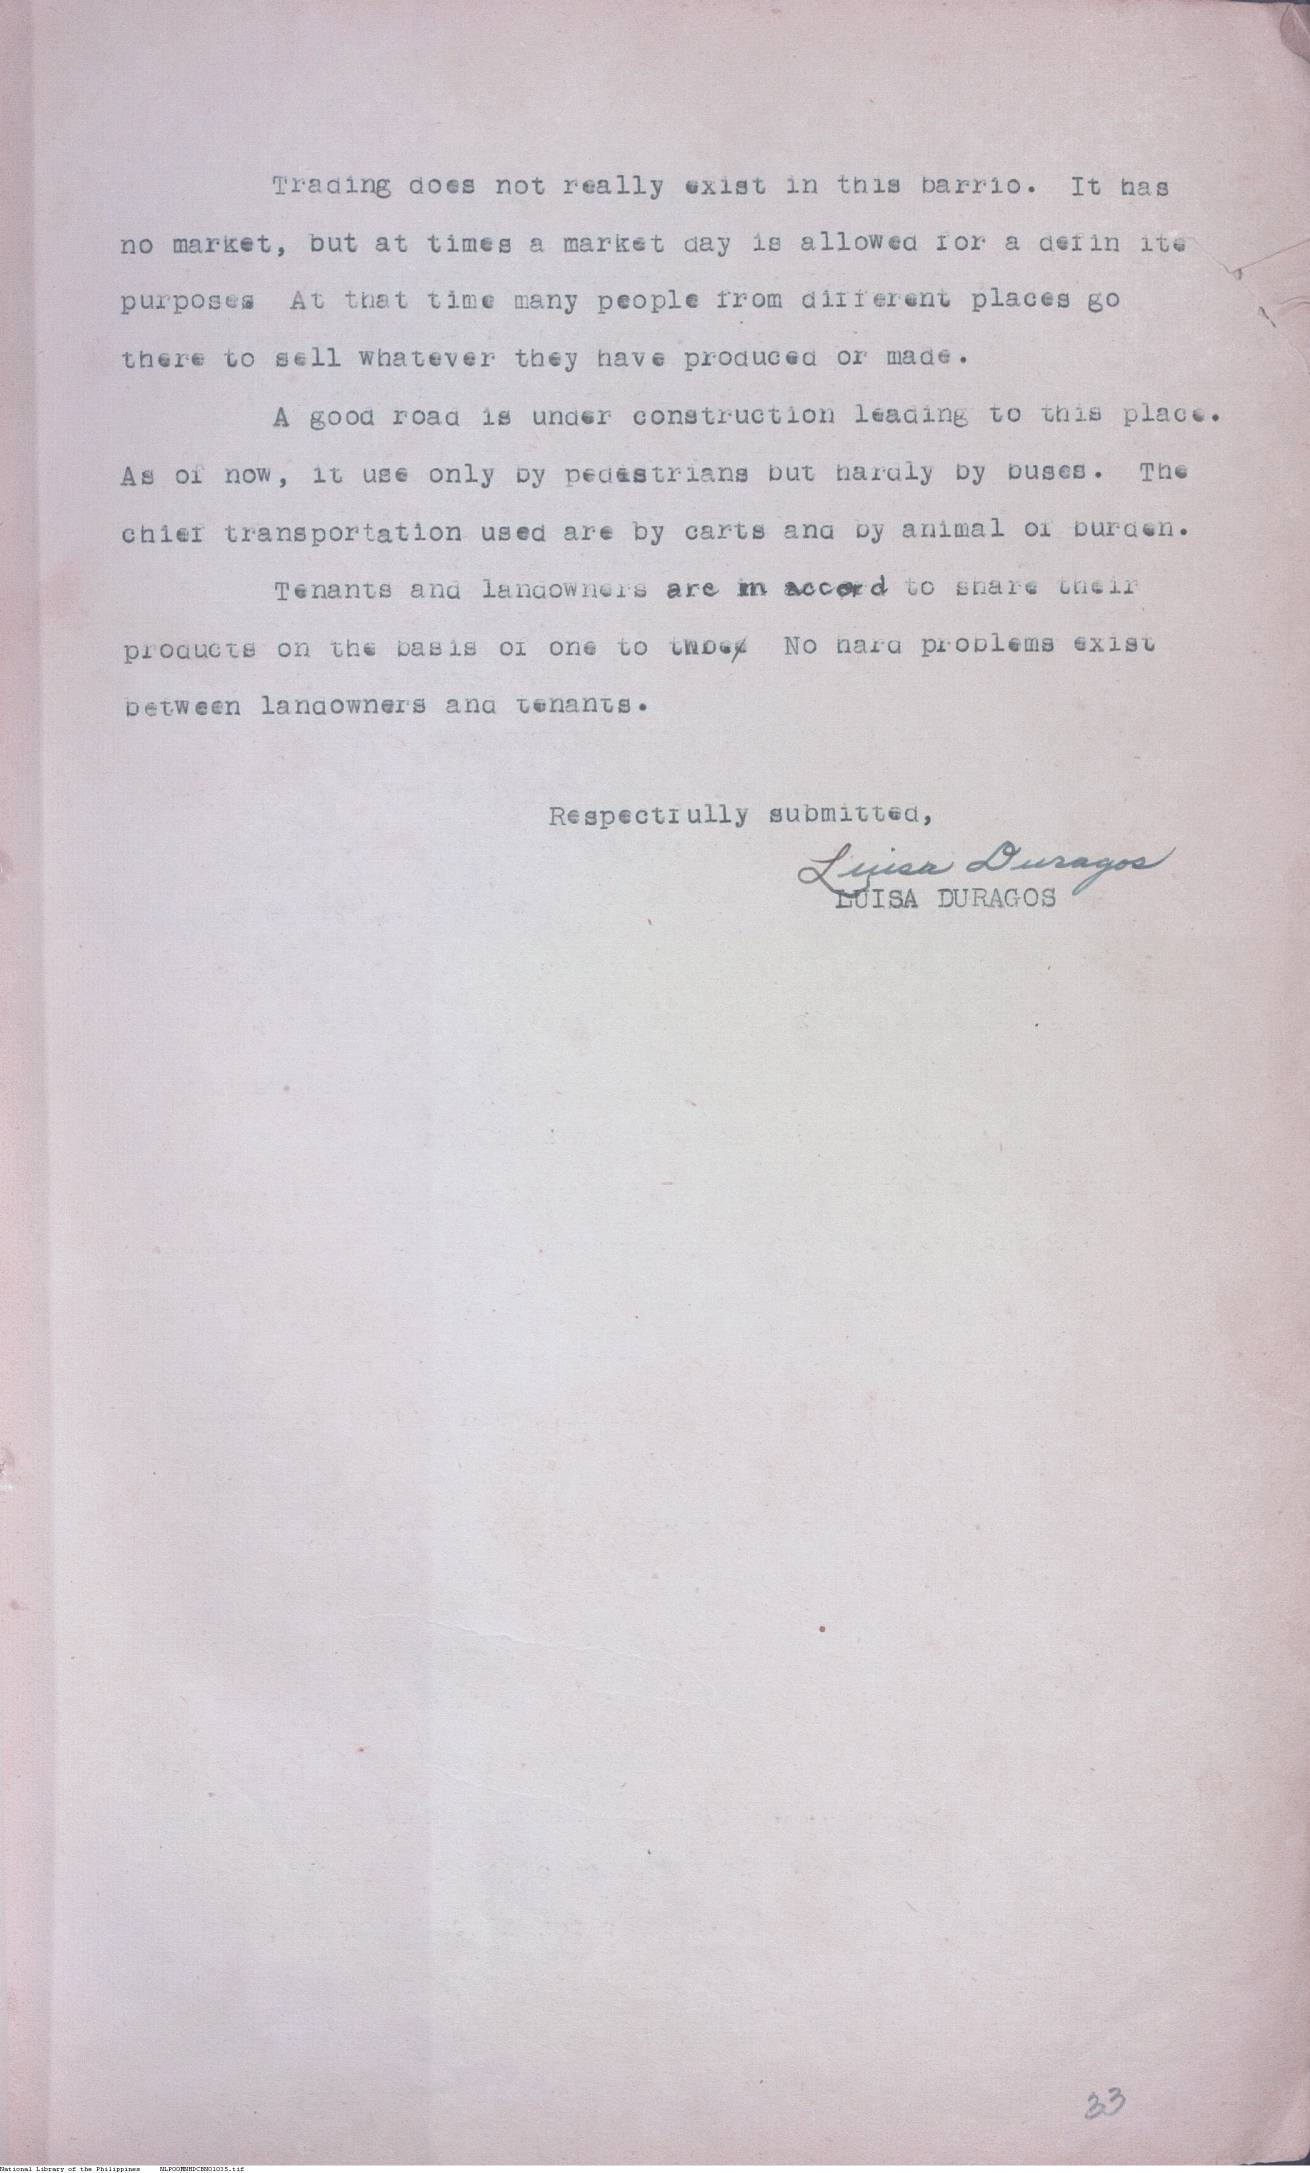 Trading does not really exist in this barrio. It has
no market, but at times a market day is allowed for a defin ite
purposes At that time many people from different places go
there to sell whatever they have produced or made.
A good road is under construction leading to this place.
As of now, it use only by pedestrians but hardly by buses. The
chief transportation used are by carts and by animal of burden.
Tenants and landowners are in accord to share their
products on the basis of one to No hard problems exist
between landowners and tenants.
Respectfully submitted,
Luisa Duragos
LUISA DURAGOS
33
National Library of the Philippines